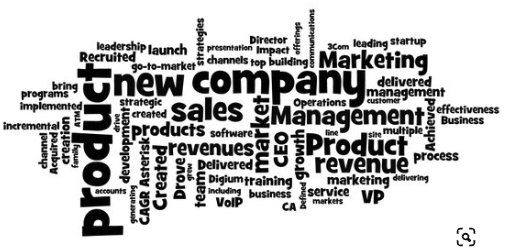 strategies
communications
offerings
Director
leadership launch
presentation Impact
3Com leading startup
Recruited
channels top building
Marketing
go-to-market
new company
delivered
bring
programs
management
strategic
customer
implemented
ATM
product
drive
development
created
sales
market
Operations
effectiveness
Management
Achieved
Business
incremental
channel
Acquired
creation
family
products
software
CEO
line
site
multiple
revenues
growth
Product
process
CAGR
Asterisk
Created
Drove
grew
Delivered
revenue
team
Digium training
marketing delivering
accounts
generating
including
business
Defined
service
VP
VoIP
CA
markets